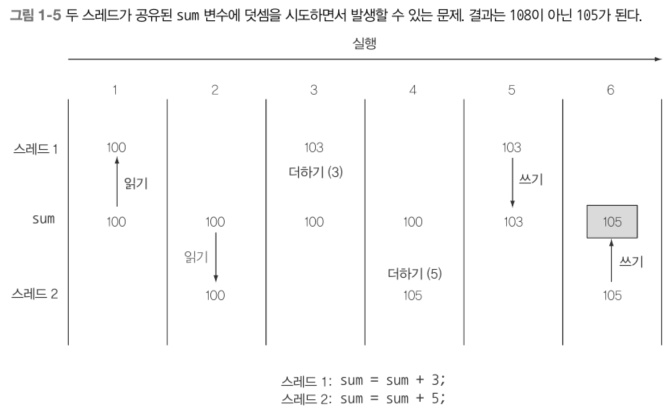 그림 1-5 두 스레드가 공유된 sum 변수에 덧셈을 시도하면서 발생할 수 있는 문제. 결과는 108이 아닌 105가 된다.
실행
1 2 3 4 5 6
스레드 1 100 103 103
더하기 (3)
읽기 쓰기
sum 100 100 100 100 103 105
읽기 더하기 (5) 쓰기
스레드 2 100 105 105
스레드 1: sum = sum + 3;
스레드 2: sum = sum + 5;